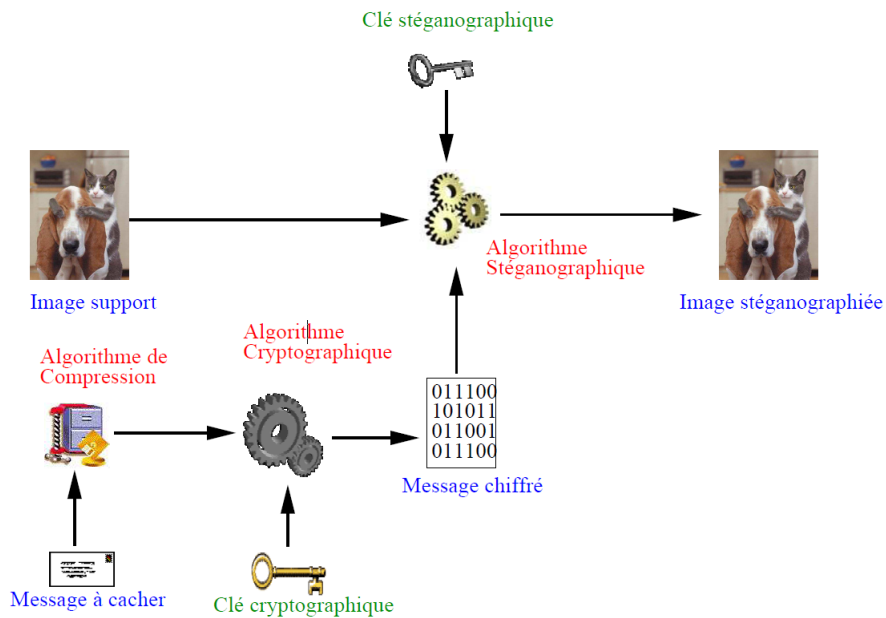 Clé stéganographique
Algorithme
Stéganographique
Image support
Image stéganographiée
Algorithme
Cryptographique
Algorithme de
Compression
011100
101011
011001
011100
Message chiffré
Message à cacher
Clé cryptographique